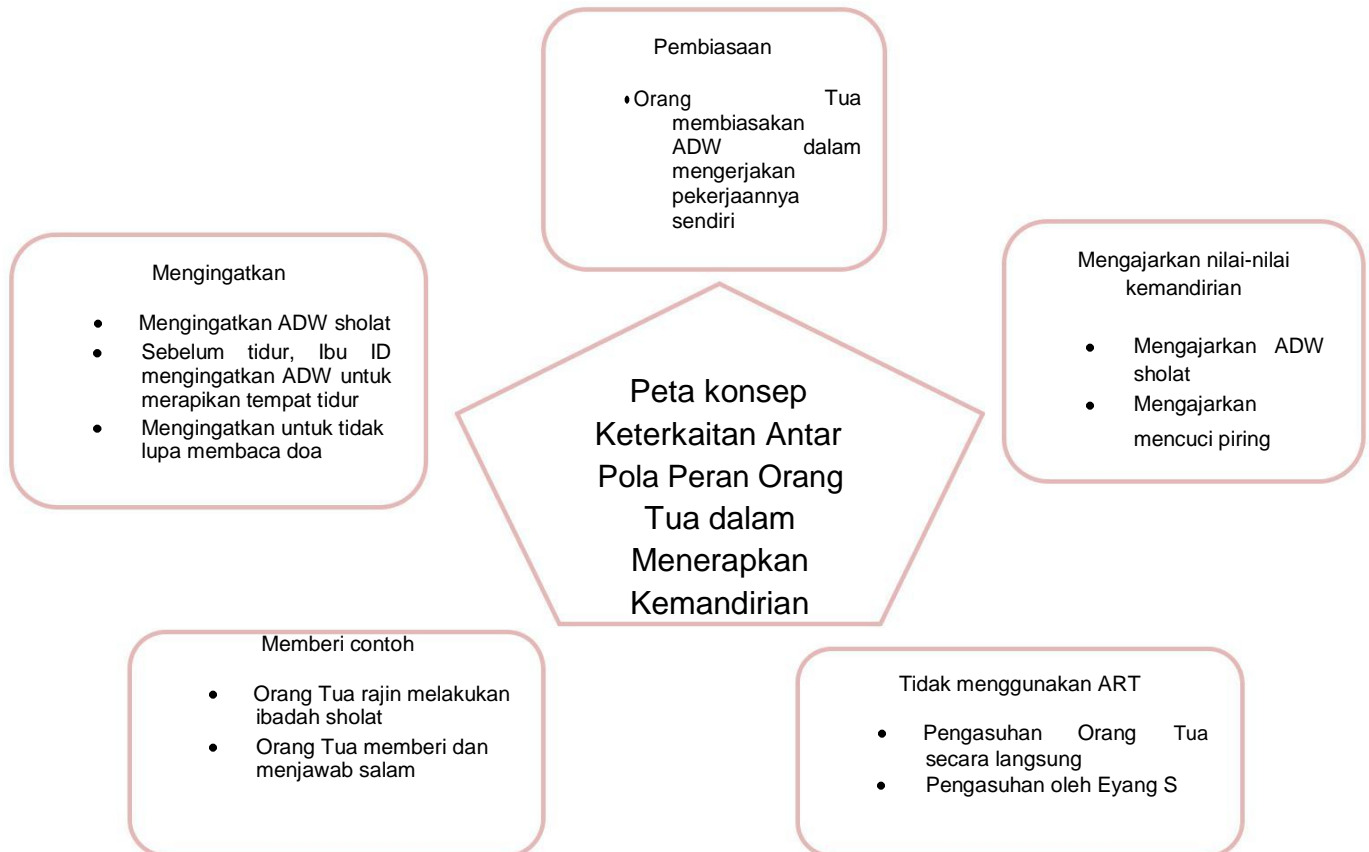 Pembiasaan
• Orang Tua
membiasakan
ADW dalam
mengerjakan
pekerjaannya
sendiri
Mengingatkan
• Mengingatkan ADW sholat
• Sebelum tidur, Ibu ID
mengingatkan ADW untuk
merapikan tempat tidur
• Mengingatkan untuk tidak
lupa membaca doa
Mengajarkan nilai-nilai
kemandirian
• Mengajarkan ADW
sholat
• Mengajarkan
mencuci piring
Peta konsep
Keterkaitan Antar
Pola Peran Orang
Tua dalam
Menerapkan
Kemandirian
Memberi contoh
• Orang Tua rajin melakukan
ibadah sholat
• Orang Tua memberi dan
menjawab salam
Tidak menggunakan ART
• Pengasuhan Orang Tua
secara langsung
• Pengasuhan oleh Eyang S